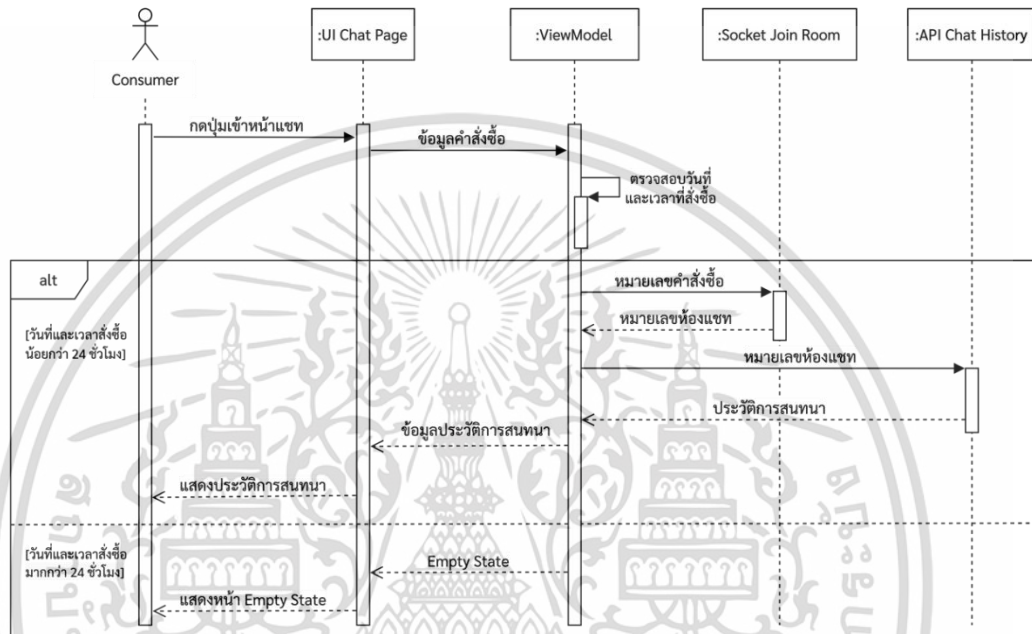 :UI Chat Page
:ViewModel
:Socket Join Room
:API Chat History
Consumer
กดปุ่มเข้าหน้าแชท
ข้อมูลคำสั่งซื้อ
ตรวจสอบวันที่
และเวลาที่สั่งซื้อ
alt
หมายเลขคำสั่งซื้อ
[วันที่และเวลาสั่งซื้อ
น้อยกว่า 24 ชั่วโมง]
หมายเลขห้องแชท
หมายเลขห้องแชท
ประวัติการสนทนา
ข้อมูลประวัติการสนทนา
แสดงประวัติการสนทนา
[วันที่และเวลาสั่งซื้อ
มากกว่า 24 ชั่วโมง]
Empty State
แสดงหน้า Empty State